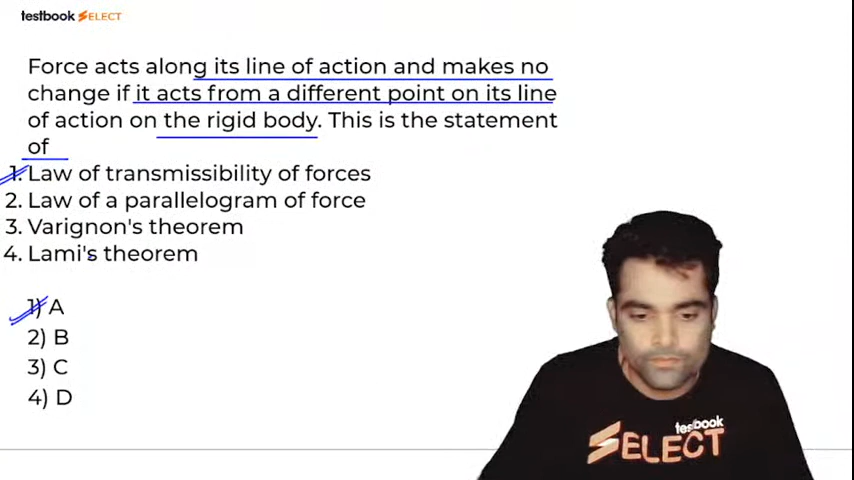 testbook SELECT
Force acts along its line of action and makes no
change if it acts from a different point on its line
of action on the rigid body. This is the statement
of
1. Law of transmissibility of forces
2. Law of a parallelogram of force
3. Varignon's theorem
4. Lami's theorem
1) A
2) B
3) C
4) D
testbook
SELECT